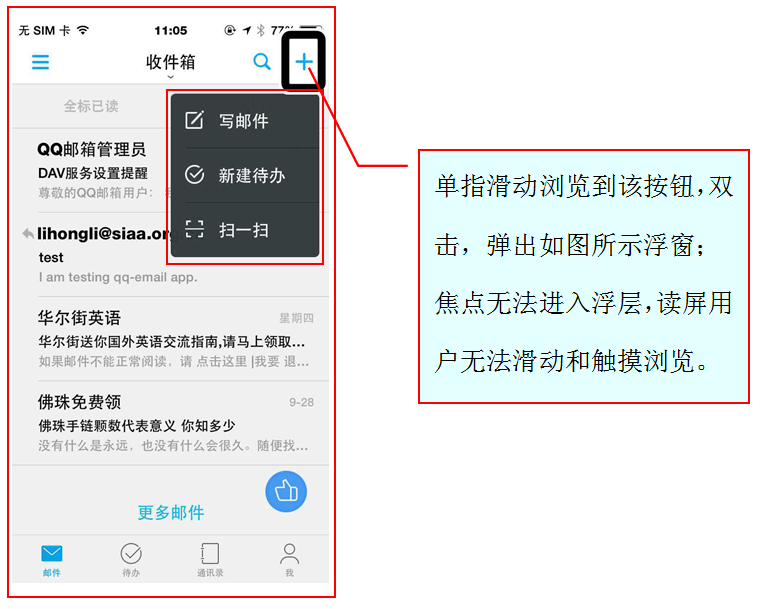 无 SIM 卡 11:05 77%
收件箱
全标已读
写邮件
新建待办
扫一扫
QQ邮箱管理员
DAV服务设置提醒
尊敬的QQ邮箱用户：
lihongli@siaa.org
test
I am testing qq-email app.
华尔街英语 星期四
华尔街送你国外英语交流指南,请马上领取...
如果邮件不能正常阅读，请 点击这里 |我要 退...
佛珠免费领 9-28
佛珠手链颗数代表意义 你知多少
没有什么是永远，也没有什么会很久。随便找...
更多邮件
邮件 待办 通讯录 我
单指滑动浏览到该按钮,双
击，弹出如图所示浮窗；
焦点无法进入浮层,读屏用
户无法滑动和触摸浏览。